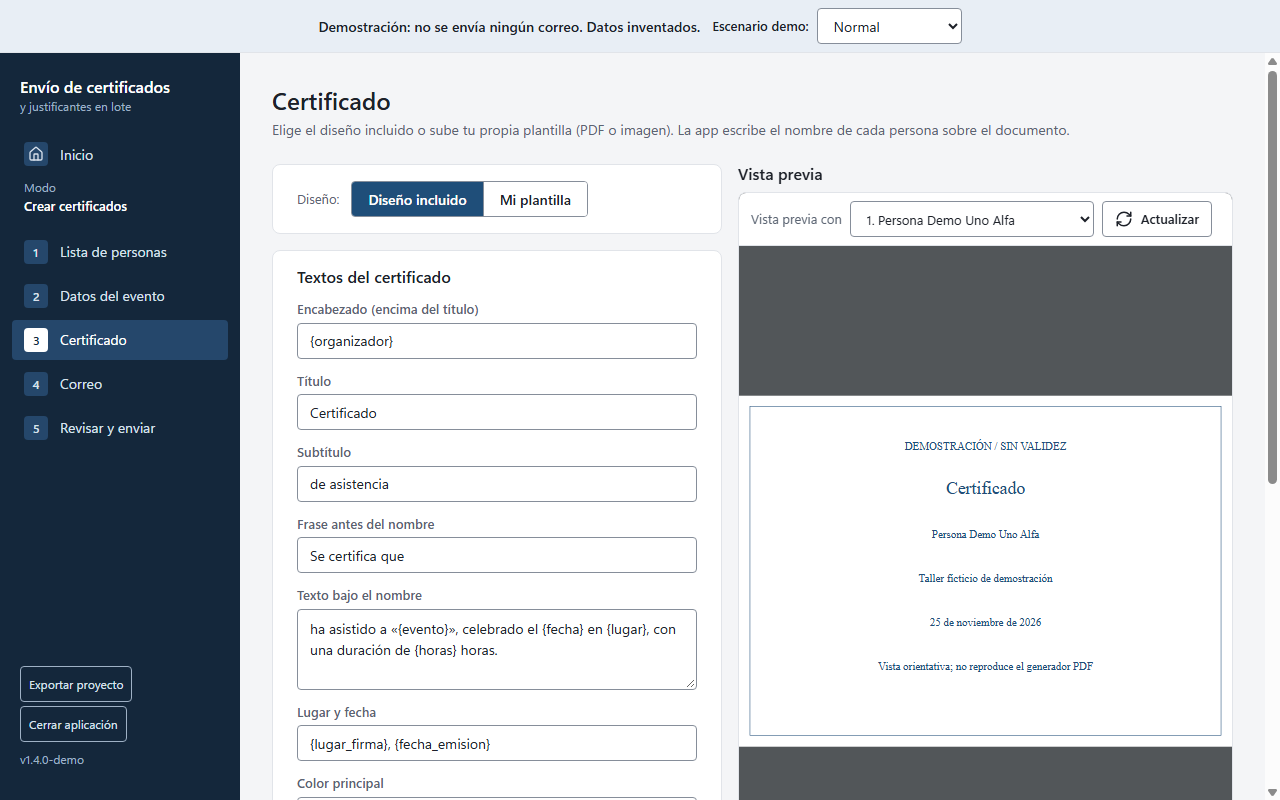 Demostración: no se envía ningún correo. Datos inventados. Escenario demo: Normal
Envío de certificados
y justificantes en lote
Inicio
Modo
Crear certificados
1 Lista de personas
2 Datos del evento
3 Certificado
4 Correo
5 Revisar y enviar
Exportar proyecto
Cerrar aplicación
v1.4.0-demo
Certificado
Elige el diseño incluido o sube tu propia plantilla (PDF o imagen). La app escribe el nombre de cada persona sobre el documento.
Diseño: Diseño incluido Mi plantilla
Textos del certificado
Encabezado (encima del título)
{organizador}
Título
Certificado
Subtítulo
de asistencia
Frase antes del nombre
Se certifica que
Texto bajo el nombre
ha asistido a «{evento}», celebrado el {fecha} en {lugar}, con
una duración de {horas} horas.
Lugar y fecha
{lugar_firma}, {fecha_emision}
Color principal
Vista previa
Vista previa con 1. Persona Demo Uno Alfa Actualizar
DEMOSTRACIÓN / SIN VALIDEZ
Certificado
Persona Demo Uno Alfa
Taller ficticio de demostración
25 de noviembre de 2026
Vista orientativa; no reproduce el generador PDF